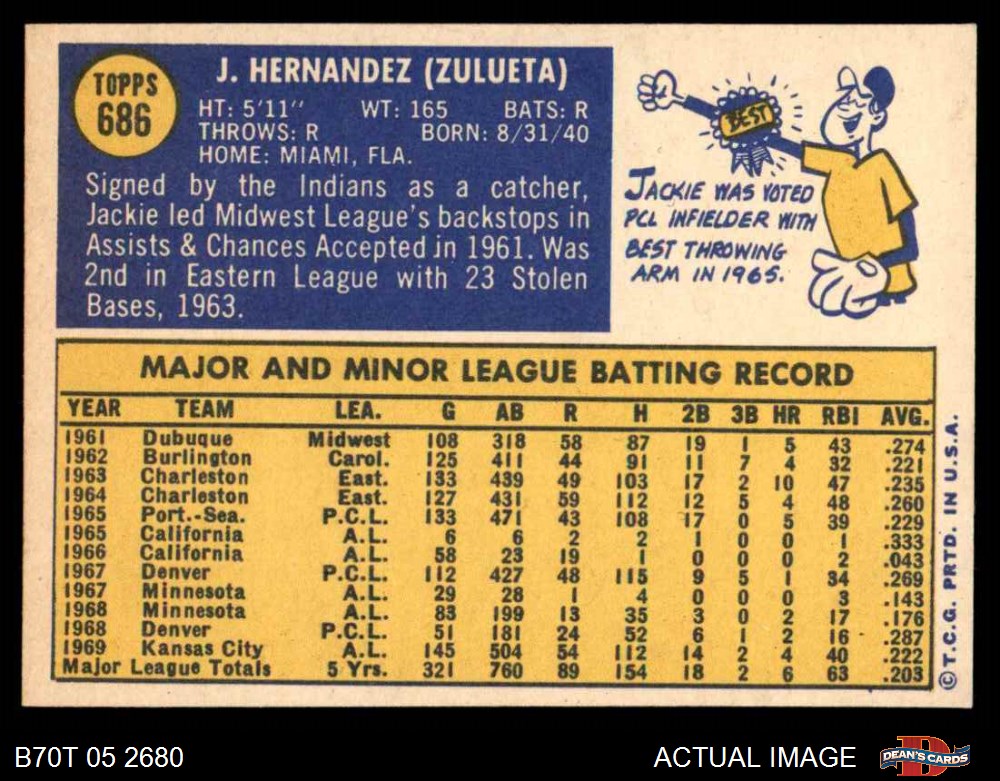 TOPPS
686
J. HERNANDEZ (ZULUETA)
HT: 5'11" WT: 165 BATS: R
THROWS: R BORN: 8/31/40
HOME: MIAMI, FLA.
Signed by the Indians as a catcher,
Jackie led Midwest League's backstops in
Assists & Chances Accepted in 1961. Was
2nd in Eastern League with 23 Stolen
Bases, 1963.
BEST
JACKIE WAS VOTED
PCL INFIELDER WITH
BEST THROWING
ARM IN 1965.
MAJOR AND MINOR LEAGUE BATTING RECORD
YEAR TEAM LEA. G AB R H 2B 3B HR RBI AVG.
1961 Dubuque Midwest 108 318 58 87 19 1 5 43 .274
1962 Burlington Carol. 125 411 44 91 11 7 4 32 .221
1963 Charleston East. 133 439 49 103 17 2 10 47 .235
1964 Charleston East. 127 431 59 112 12 5 4 48 .260
1965 Port.-Sea. P.C.L. 133 471 43 108 17 0 5 39 .229
1965 California A.L. 6 6 2 2 1 0 0 1 .333
1966 California A.L. 58 23 19 1 0 0 0 2 .043
1967 Denver P.C.L. 112 427 48 115 9 5 1 34 .269
1967 Minnesota A.L. 29 28 1 4 0 0 0 3 .143
1968 Minnesota A.L. 83 199 13 35 3 0 2 17 .176
1968 Denver P.C.L. 51 181 24 52 6 1 2 16 .287
1969 Kansas City A.L. 145 504 54 112 14 2 4 40 .222
Major League Totals 5 Yrs. 321 760 89 154 18 2 6 63 .203
© T.C.G. PRTD. IN U.S.A.
B70T 05 2680 ACTUAL IMAGE DEAN'S CARDS